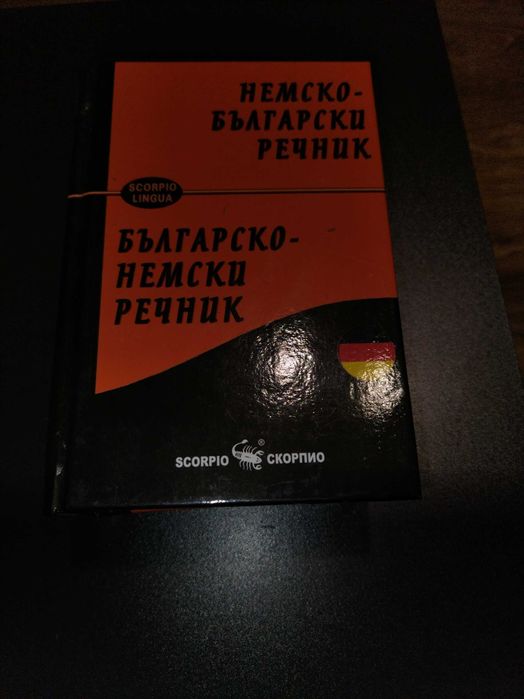 НЕМСКО-
БЪЛГАРСКИ
РЕЧНИК
SCORPIO
LINGUA
БЪЛГАРСКО-
НЕМСКИ
РЕЧНИК
SCORPIO ® СКОРПИО